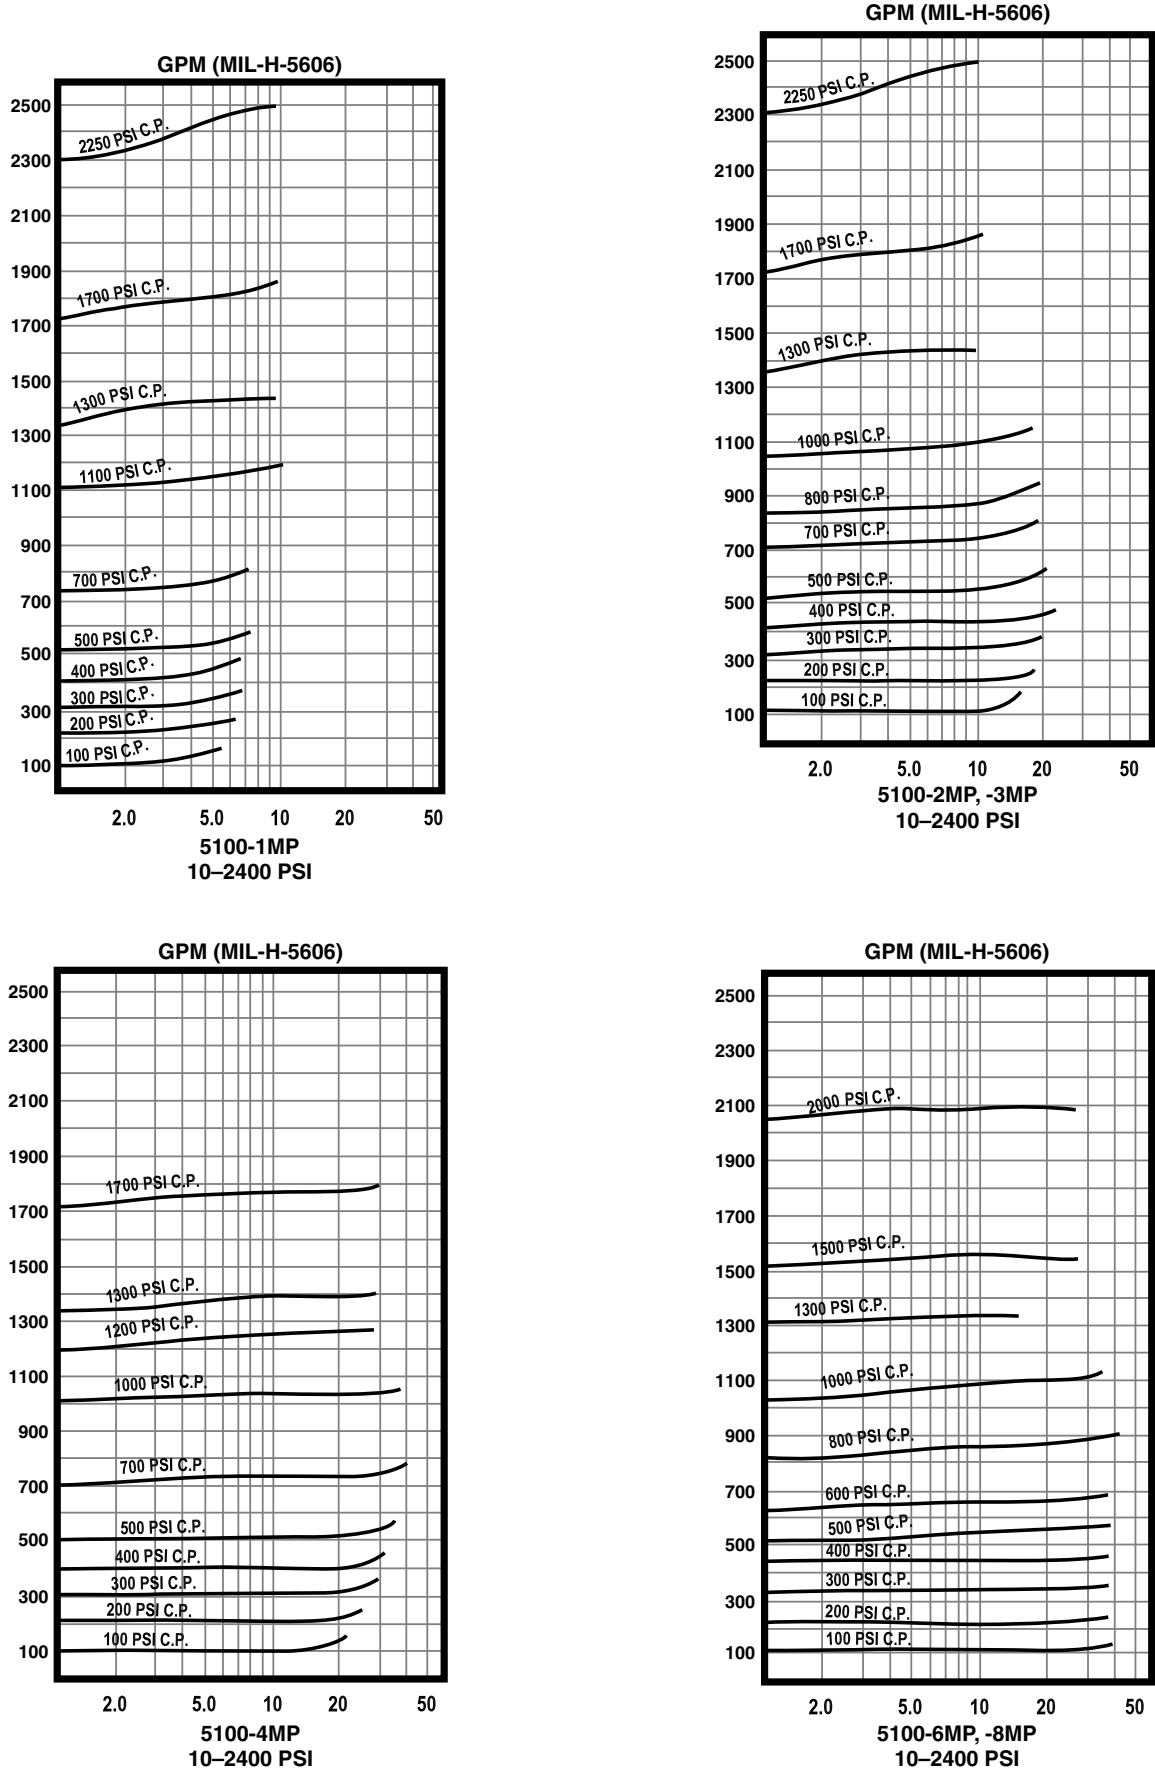 GPM (MIL-H-5606)
2500
2300
2100
1900
1700
1500
1300
1100
900
700
500
300
100
2250 PSI C.P.
1700 PSI C.P.
1300 PSI C.P.
1100 PSI C.P.
700 PSI C.P.
500 PSI C.P.
400 PSI C.P.
300 PSI C.P.
200 PSI C.P.
100 PSI C.P.
2.0 5.0 10 20 50
5100-1MP
10–2400 PSI
GPM (MIL-H-5606)
2500
2300
2100
1900
1700
1500
1300
1100
900
700
500
300
100
2250 PSI C.P.
1700 PSI C.P.
1300 PSI C.P.
1000 PSI C.P.
800 PSI C.P.
700 PSI C.P.
500 PSI C.P.
400 PSI C.P.
300 PSI C.P.
200 PSI C.P.
100 PSI C.P.
2.0 5.0 10 20 50
5100-2MP, -3MP
10–2400 PSI
GPM (MIL-H-5606)
2500
2300
2100
1900
1700
1500
1300
1100
900
700
500
300
100
1700 PSI C.P.
1300 PSI C.P.
1200 PSI C.P.
1000 PSI C.P.
700 PSI C.P.
500 PSI C.P.
400 PSI C.P.
300 PSI C.P.
200 PSI C.P.
100 PSI C.P.
2.0 5.0 10 20 50
5100-4MP
10–2400 PSI
GPM (MIL-H-5606)
2500
2300
2100
1900
1700
1500
1300
1100
900
700
500
300
100
2000 PSI C.P.
1500 PSI C.P.
1300 PSI C.P.
1000 PSI C.P.
800 PSI C.P.
600 PSI C.P.
500 PSI C.P.
400 PSI C.P.
300 PSI C.P.
200 PSI C.P.
100 PSI C.P.
2.0 5.0 10 20 50
5100-6MP, -8MP
10–2400 PSI